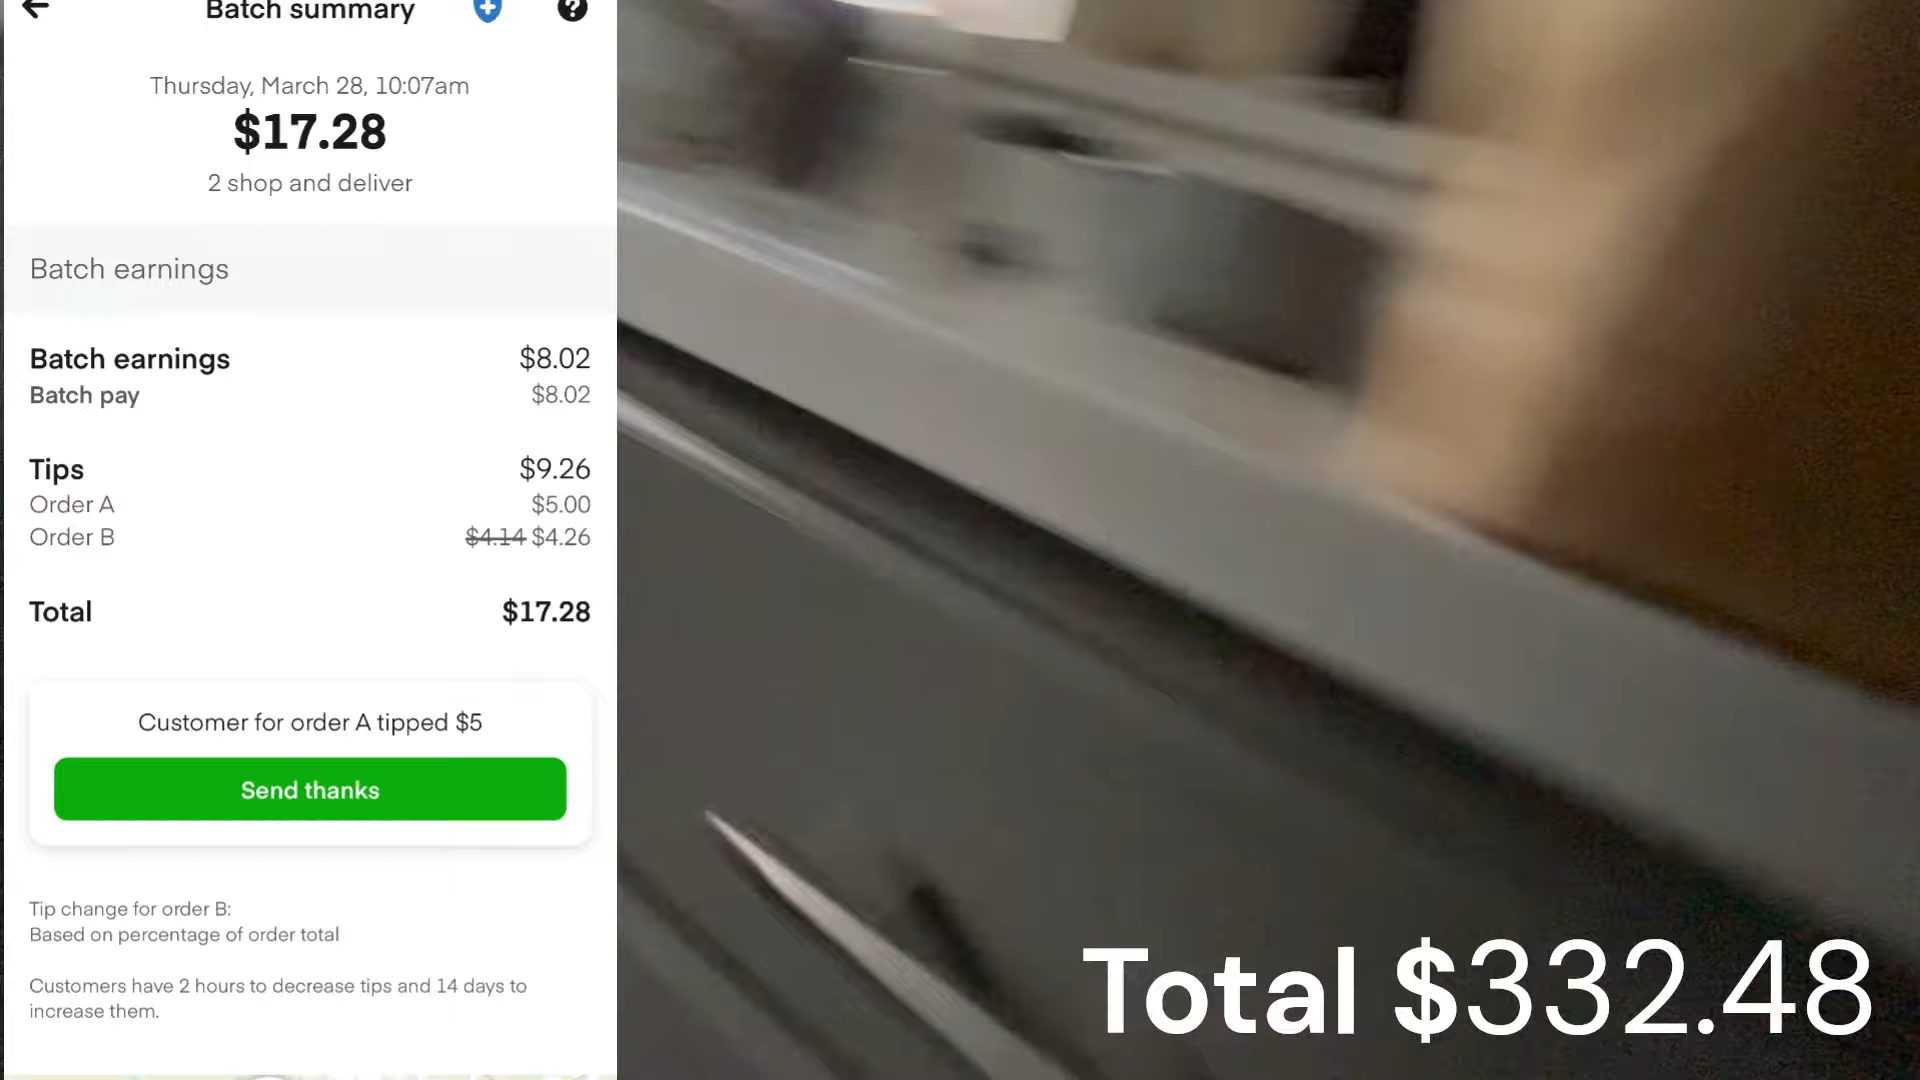 Batch summary
Thursday, March 28, 10:07am
$17.28
2 shop and deliver
Batch earnings
Batch earnings $8.02
Batch pay $8.02
Tips $9.26
Order A $5.00
Order B $4.14 $4.26
Total $17.28
Customer for order A tipped $5
Send thanks
Tip change for order B:
Based on percentage of order total
Customers have 2 hours to decrease tips and 14 days to
increase them.
Total $332.48